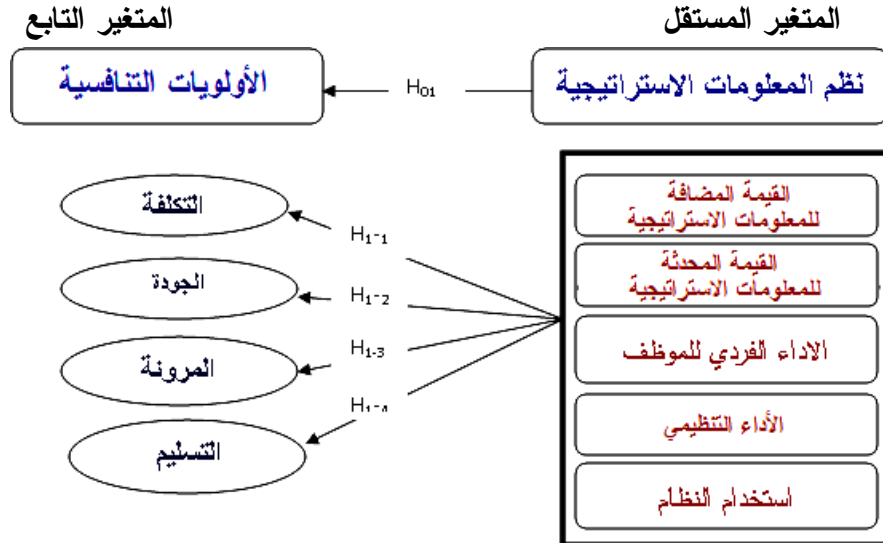 المتغير المستقل
المتغير التابع
نظم المعلومات الاستراتيجية
H01
الأولويات التنافسية
القيمة المضافة
للمعلومات الاستراتيجية
القيمة المحدثة
للمعلومات الاستراتيجية
الاداء الفردي للموظف
الأداء التنظيمي
استخدام النظام
H1-1
H1-2
H1-3
H1-4
التكلفة
الجودة
المرونة
التسليم